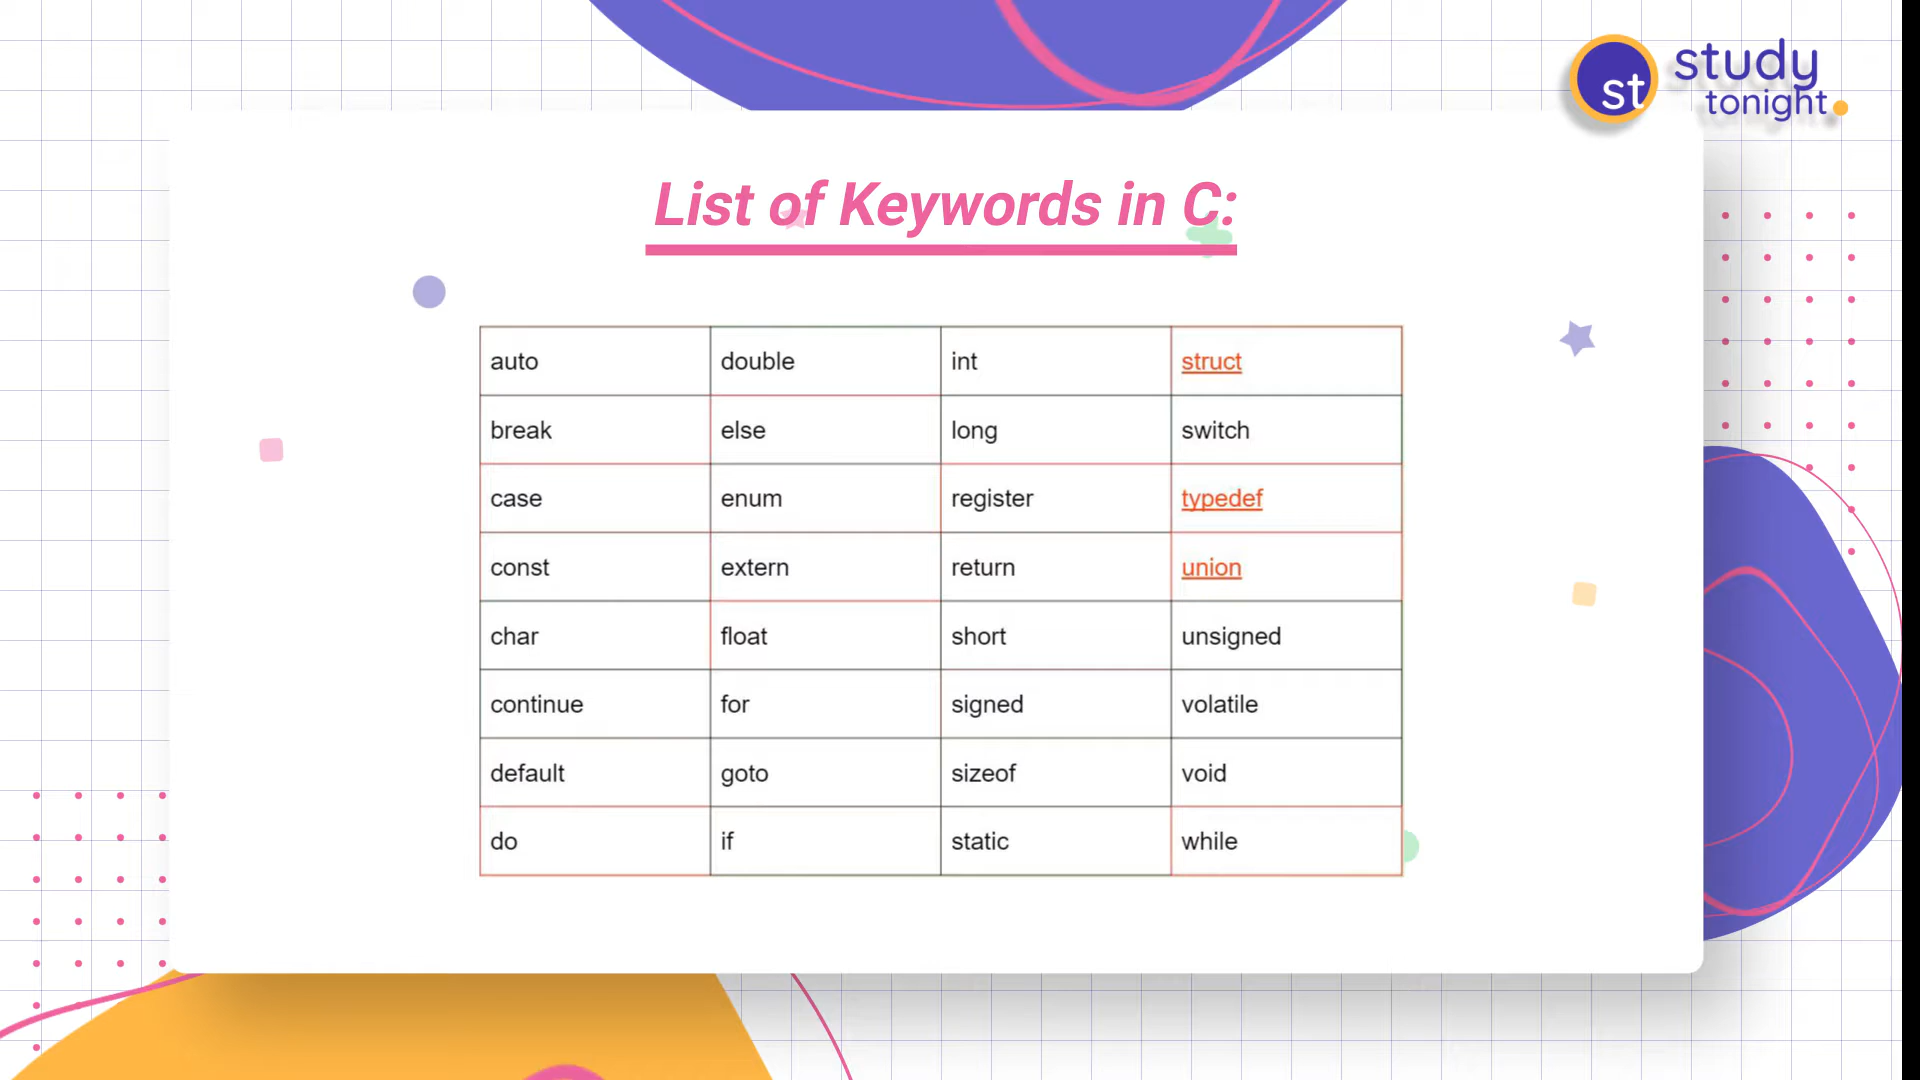 st study
tonight
List of Keywords in C:
auto double int struct
break else long switch
case enum register typedef
const extern return union
char float short unsigned
continue for signed volatile
default goto sizeof void
do if static while